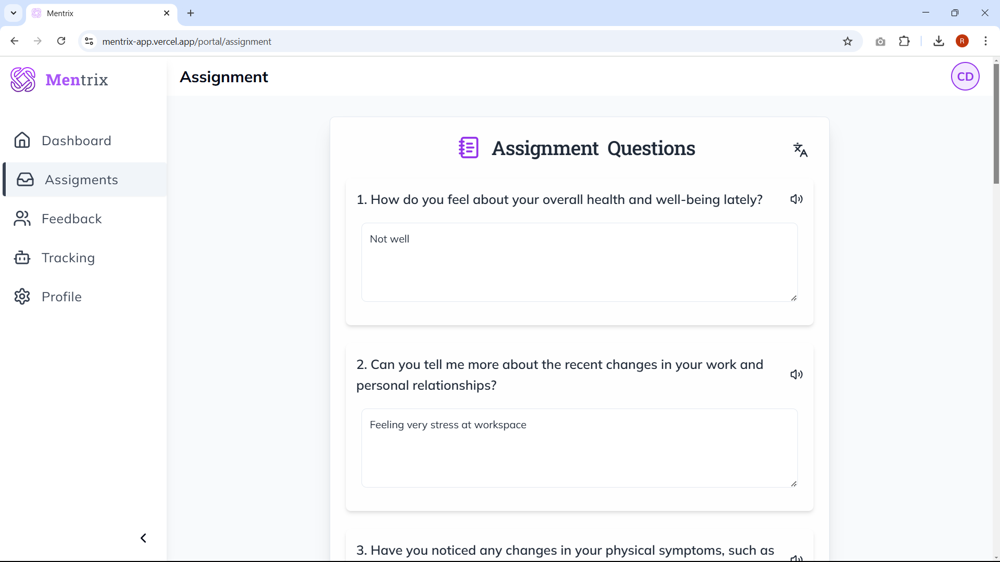 Mentrix
mentrix-app.vercel.app/portal/assignment
R
Mentrix
Assignment
CD
Dashboard
Assigments
Feedback
Tracking
Profile
Assignment Questions
1. How do you feel about your overall health and well-being lately?
Not well
2. Can you tell me more about the recent changes in your work and
personal relationships?
Feeling very stress at workspace
3. Have you noticed any changes in your physical symptoms, such as